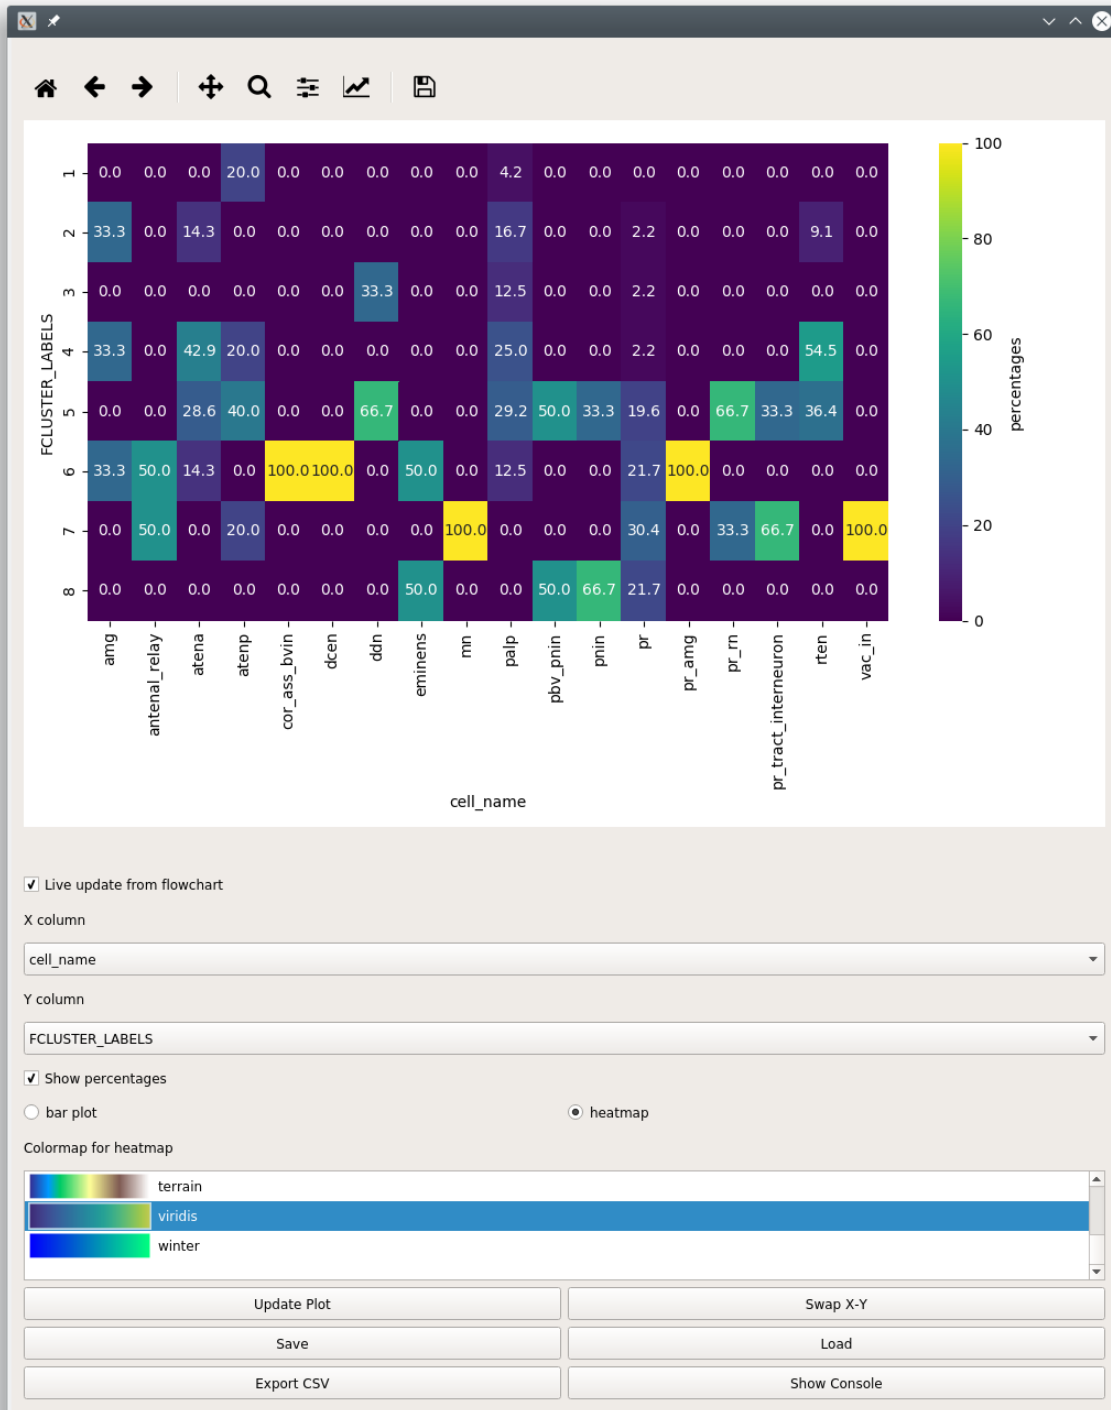 1 0.0 0.0 0.0 20.0 0.0 0.0 0.0 0.0 0.0 4.2 0.0 0.0 0.0 0.0 0.0 0.0 0.0 0.0
2 33.3 0.0 14.3 0.0 0.0 0.0 0.0 0.0 0.0 16.7 0.0 0.0 2.2 0.0 0.0 0.0 9.1 0.0
3 0.0 0.0 0.0 0.0 0.0 0.0 33.3 0.0 0.0 12.5 0.0 0.0 2.2 0.0 0.0 0.0 0.0 0.0
4 33.3 0.0 42.9 20.0 0.0 0.0 0.0 0.0 0.0 25.0 0.0 0.0 2.2 0.0 0.0 0.0 54.5 0.0
5 0.0 0.0 28.6 40.0 0.0 0.0 66.7 0.0 0.0 29.2 50.0 33.3 19.6 0.0 66.7 33.3 36.4 0.0
6 33.3 50.0 14.3 0.0 100.0 100.0 0.0 50.0 0.0 12.5 0.0 0.0 21.7 100.0 0.0 0.0 0.0 0.0
7 0.0 50.0 0.0 20.0 0.0 0.0 0.0 0.0 100.0 0.0 0.0 0.0 30.4 0.0 33.3 66.7 0.0 100.0
8 0.0 0.0 0.0 0.0 0.0 0.0 0.0 50.0 0.0 0.0 50.0 66.7 21.7 0.0 0.0 0.0 0.0 0.0
FCLUSTER_LABELS
amg
antenal_relay
atena
atenp
cor_ass_bvin
dcen
ddn
eminens
mn
palp
pbv_pnin
pnin
pr
pr_amg
pr_rn
pr_tract_interneuron
rten
vac_in
cell_name
100
80
60
40
20
0
percentages
Live update from flowchart
X column
cell_name
Y column
FCLUSTER_LABELS
Show percentages
bar plot
heatmap
Colormap for heatmap
terrain
viridis
winter
Update Plot
Swap X-Y
Save
Load
Export CSV
Show Console